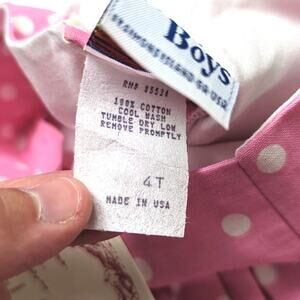 Boys
RN# 85534
100% COTTON
COOL WASH
TUMBLE DRY LOW
REMOVE PROMPTLY
4T
MADE IN USA